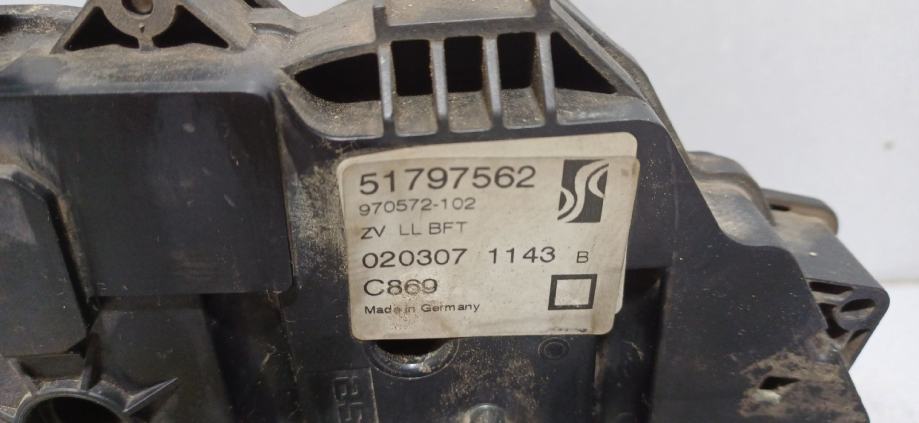 51797562
970572-102
ZV LL BFT
020307 1143 B
C869
Made in Germany